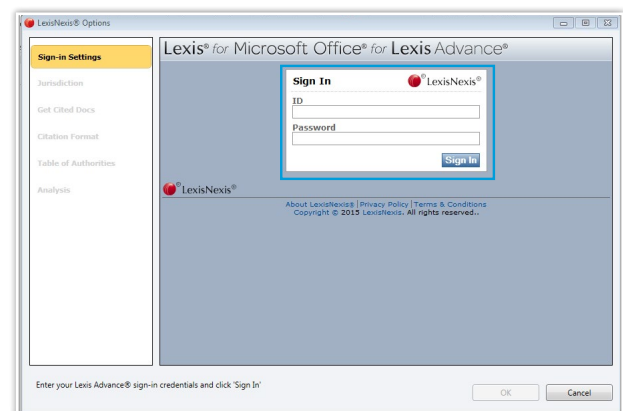 LexisNexis® Options
Sign-in Settings
Jurisdiction
Get Cited Docs
Citation Format
Table of Authorities
Analysis
Lexis® for Microsoft Office® for Lexis Advance®
Sign In
LexisNexis®
ID
Password
Sign In
LexisNexis®
About LexisNexis® | Privacy Policy | Terms & Conditions
Copyright © 2015 LexisNexis. All rights reserved..
Enter your Lexis Advance® sign-in credentials and click 'Sign In'
OK
Cancel